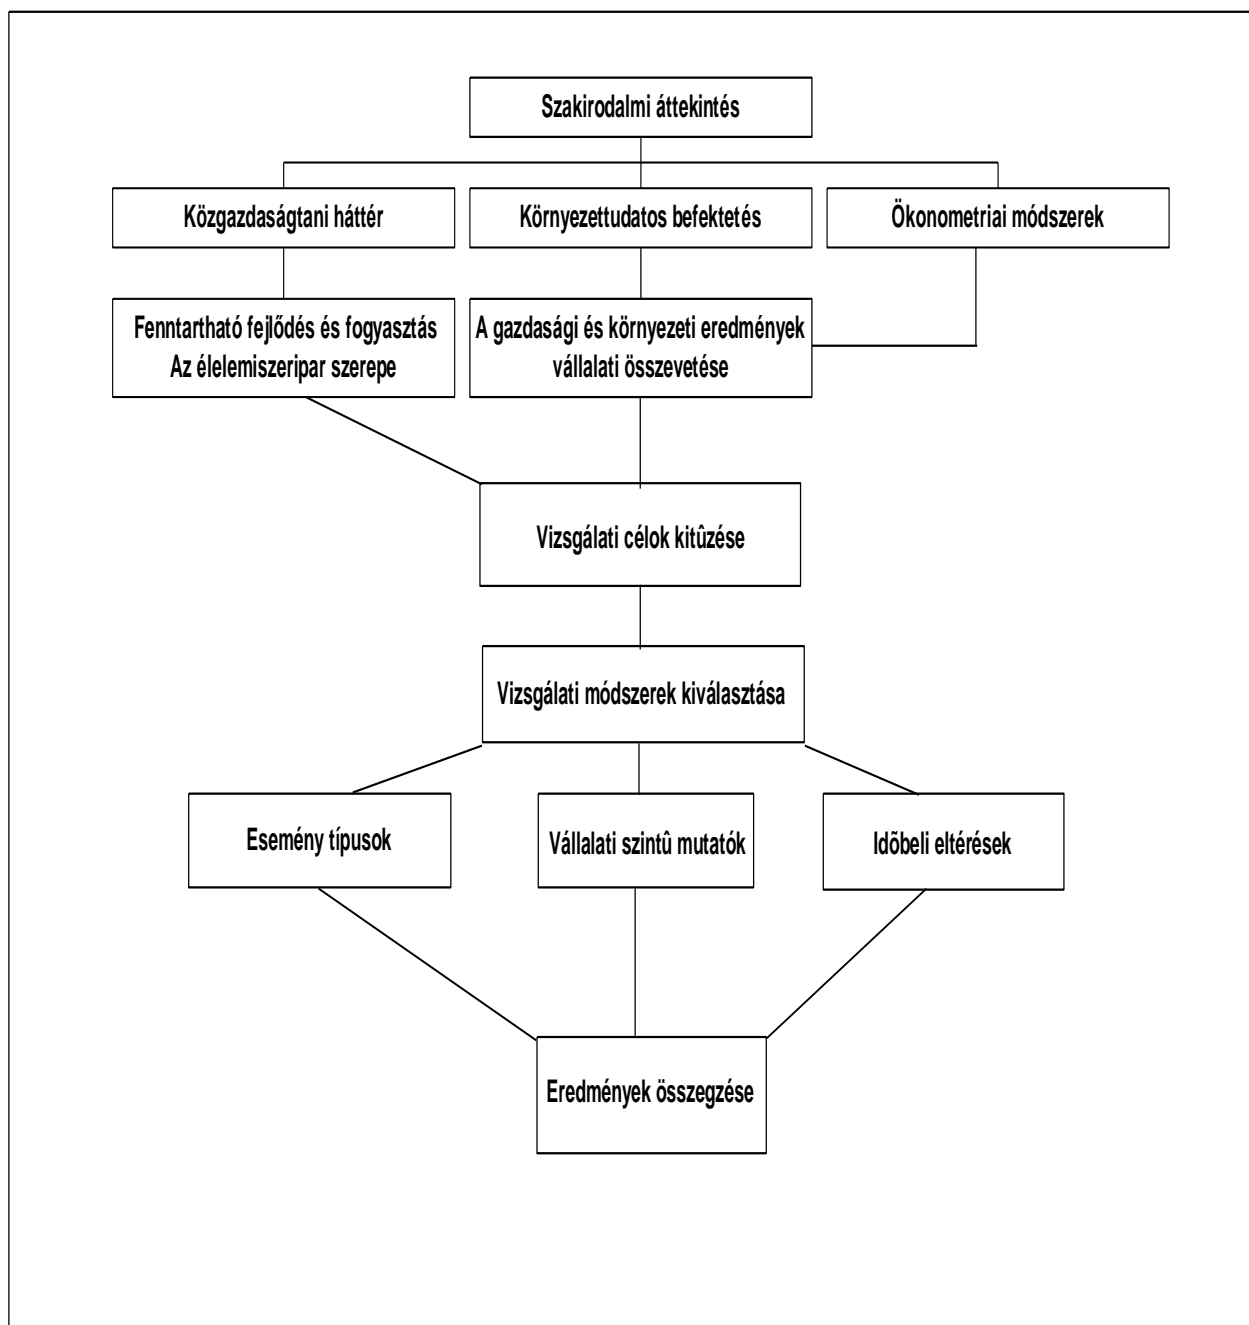 Szakirodalmi áttekintés
Közgazdaságtani háttér
Környezettudatos befektetés
Ökonometriai módszerek
Fenntartható fejlődés és fogyasztás
Az élelemiszeripar szerepe
A gazdasági és környezeti eredmények
vállalati összevetése
Vizsgálati célok kitûzése
Vizsgálati módszerek kiválasztása
Esemény típusok
Vállalati szintû mutatók
Idõbeli eltérések
Eredmények összegzése